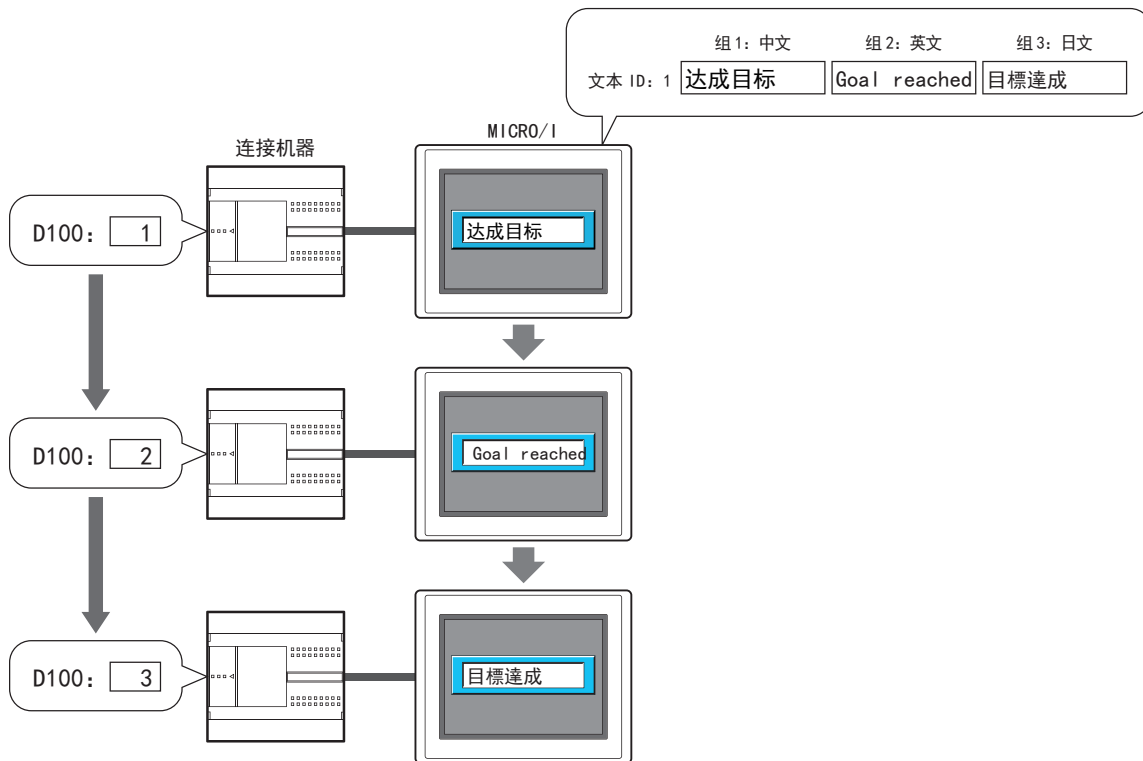 组1: 中文 组2: 英文 组3: 日文
文本 ID: 1 达成目标 Goal reached 目標達成
连接机器 MICRO/I
D100: 1 达成目标
D100: 2 Goal reached
D100: 3 目標達成